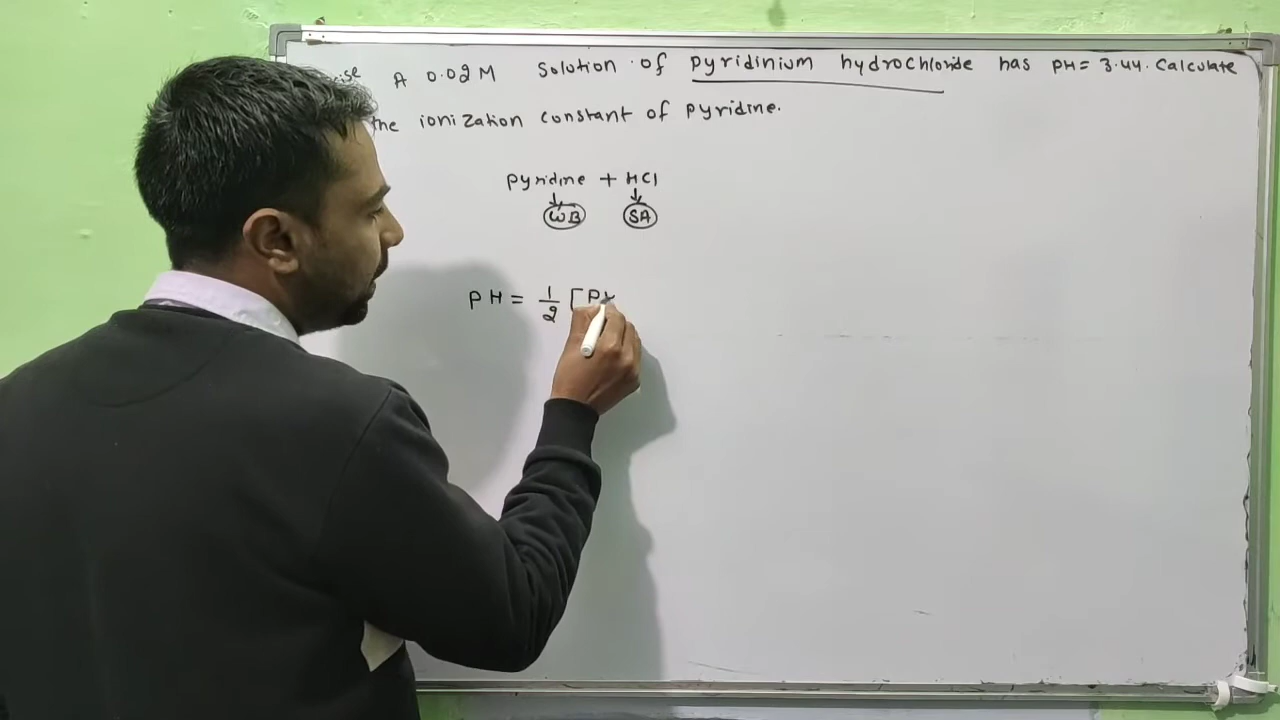 A 0.02 M Solution of pyridinium hydrochloride has PH= 3.44. Calculate
the ionization constant of pyridine.
pyridine + HCl
WB SA
PH = 1/2 [PK